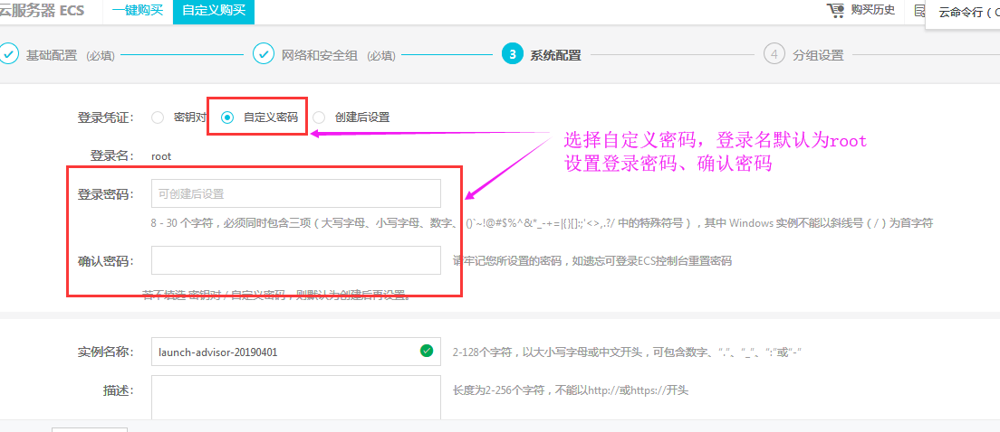 云服务器 ECS 一键购买 自定义购买 购买历史 云命令行（C
基础配置 (必填) 网络和安全组 (必填) 3 系统配置 4 分组设置
登录凭证: 密钥对 自定义密码 创建后设置
选择自定义密码，登录名默认为root
登录名: root
设置登录密码、确认密码
登录密码: 可创建后设置
8 - 30 个字符，必须同时包含三项（大写字母、小写字母、数字、 ()`~!@#$%^&*_-+=|{}[]:;'<>,.?/ 中的特殊符号），其中 Windows 实例不能以斜线号（/）为首字符
确认密码: 请牢记您所设置的密码，如遗忘可登录ECS控制台重置密码
若不填选 密钥对 / 自定义密码，则默认为创建后再设置。
实例名称: launch-advisor-20190401 2-128个字符，以大小写字母或中文开头，可包含数字、"."、"_"、":"或"-"
描述: 长度为2-256个字符，不能以http://或https://开头